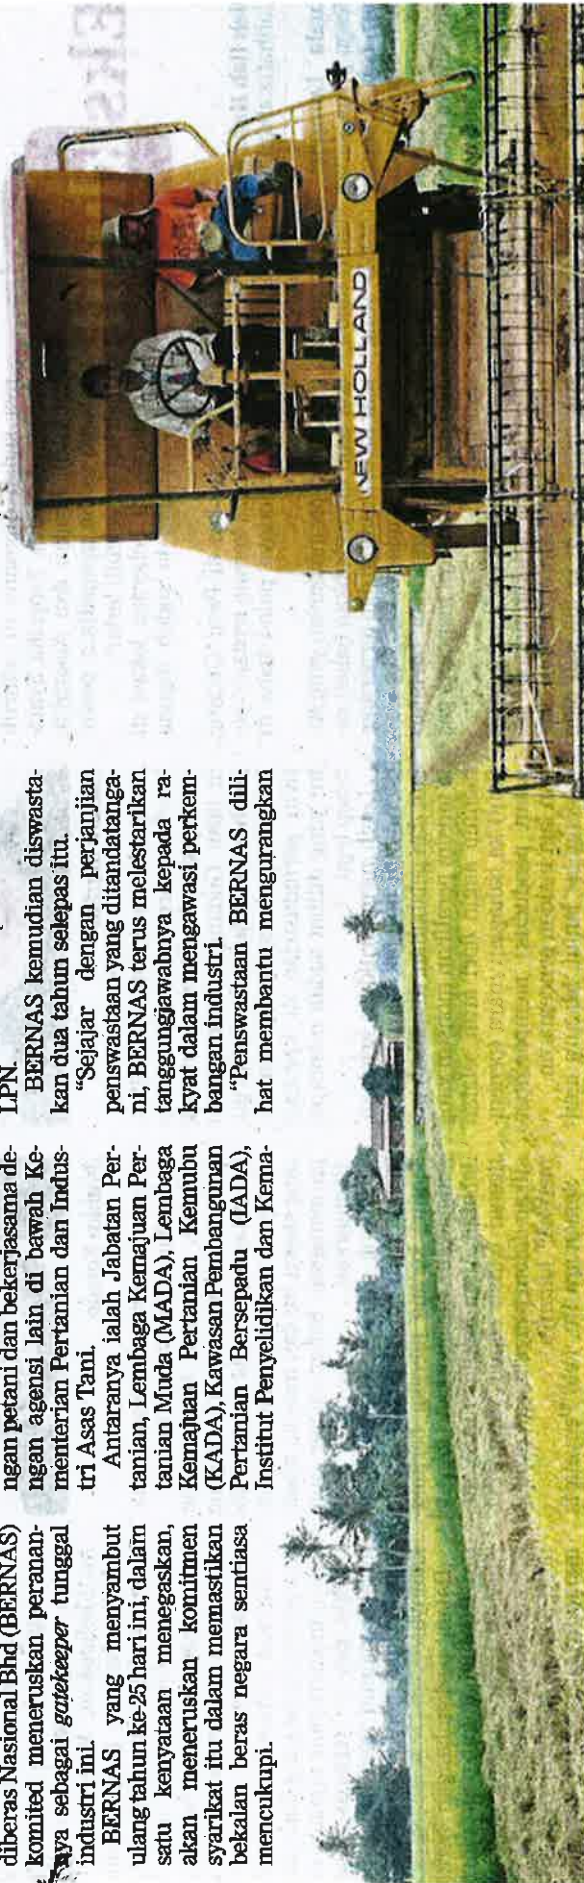 diberas Nasional Bhd (BERNAS)
komited meneruskan peranan-
nya sebagai gatekeeper tunggal
industri ini.
BERNAS yang menyambut
ulang tahun ke-25 hari ini, dalam
satu kenyataan menegaskan,
akan meneruskan komitmen
syarikat itu dalam memastikan
bekalan beras negara sentiasa
mencukupi.
ngan petani dan bekerjasama de-
ngan agensi lain di bawah Ke-
menterian Pertanian dan Indus-
tri Asas Tani.
Antaranya ialah Jabatan Per-
tanian, Lembaga Kemajuan Per-
tanian Muda (MADA), Lembaga
Kemajuan Pertanian Kemubu
(KADA), Kawasan Pembangunan
Pertanian Bersepadu (IADA),
Institut Penyelidikan dan Kema-
LPN.
BERNAS kemudian diswasta-
kan dua tahun selepas itu.
"Sejajar dengan perjanjian
penswastaan yang ditandatanga-
ni, BERNAS terus melestarikan
tanggungjawabnya kepada ra-
kyat dalam mengawasi perkem-
bangan industri.
"Penswastaan BERNAS dili-
hat membantu mengurangkan
NEW HOLLAND